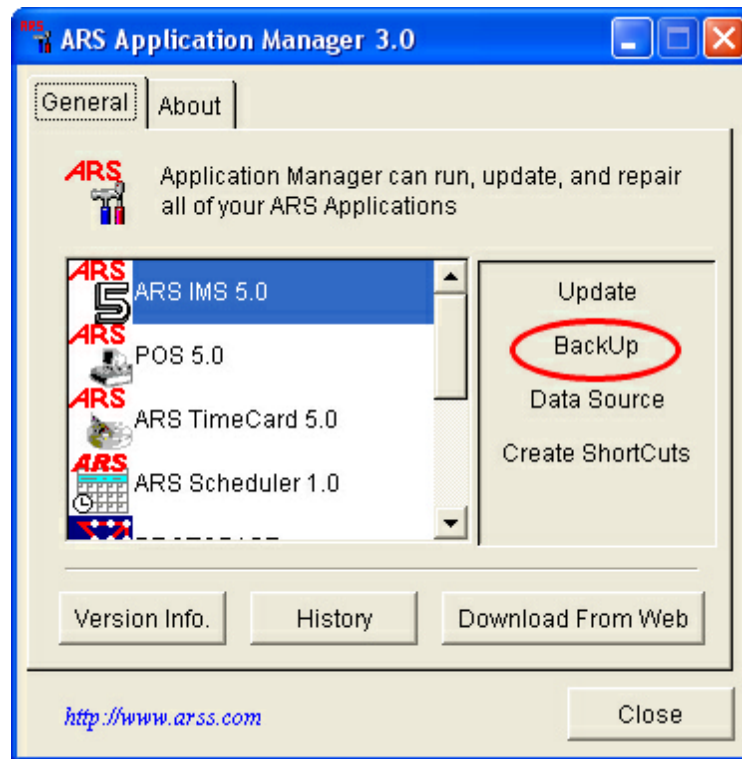 ARS ARS Application Manager 3.0
General About
ARS Application Manager can run, update, and repair
all of your ARS Applications
ARS 5 ARS IMS 5.0
ARS POS 5.0
ARS ARS TimeCard 5.0
ARS ARS Scheduler 1.0
Update
BackUp
Data Source
Create ShortCuts
Version Info. History Download From Web
http://www.arss.com Close